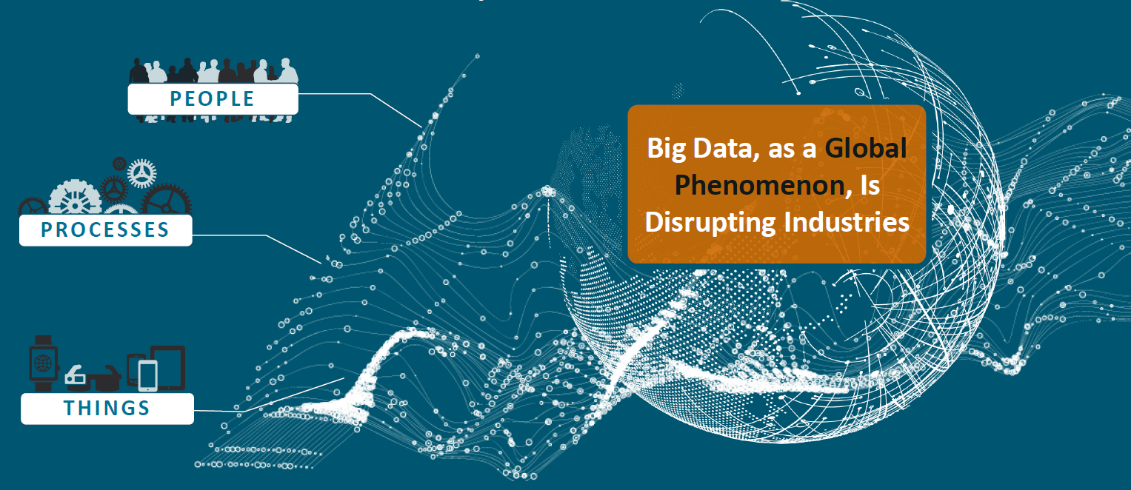 PEOPLE
PROCESSES
THINGS
Big Data, as a Global
Phenomenon, Is
Disrupting Industries